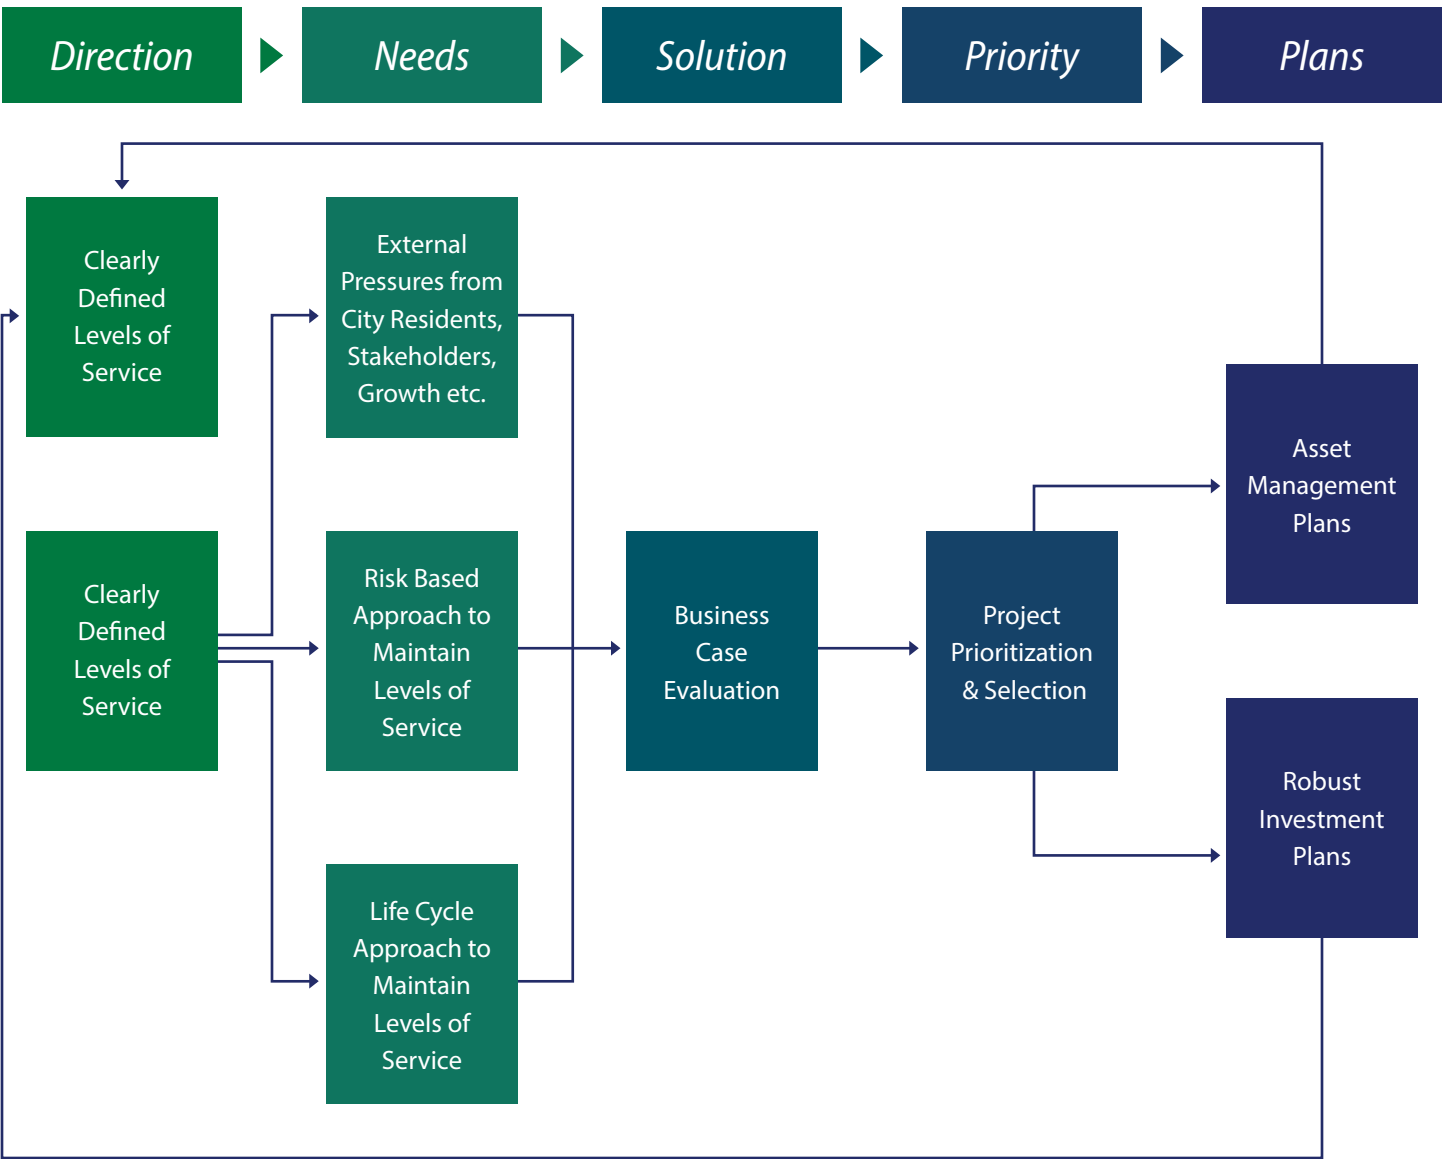 Direction
Needs
Solution
Priority
Plans
Clearly
Defined
Levels of
Service
External
Pressures from
City Residents,
Stakeholders,
Growth etc.
Clearly
Defined
Levels of
Service
Risk Based
Approach to
Maintain
Levels of
Service
Life Cycle
Approach to
Maintain
Levels of
Service
Business
Case
Evaluation
Project
Prioritization
& Selection
Asset
Management
Plans
Robust
Investment
Plans